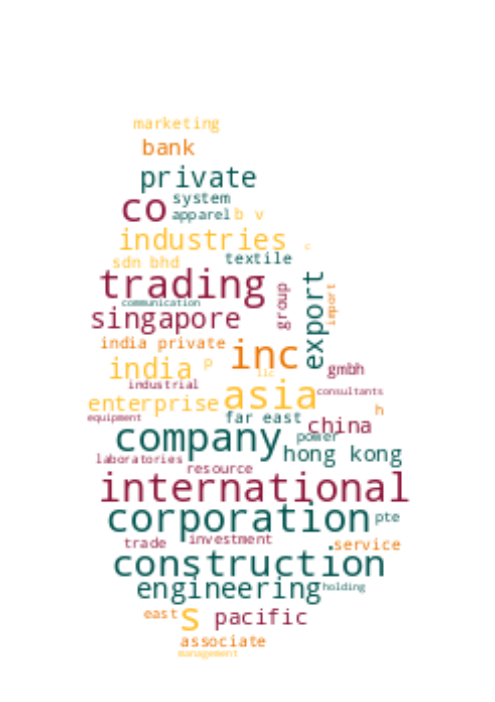 marketing
bank
private
co system
apparel b v
industries c
sdn bhd textile
trading
communication
group
export
import
singapore
india private
inc
india p
llc
gmbh
industrial
asia consultants
enterprise h
equipment
far east
china
company power
hong kong
laboratories
resource
international
corporation pte
trade investment service
construction
engineering holding
east s pacific
associate
management